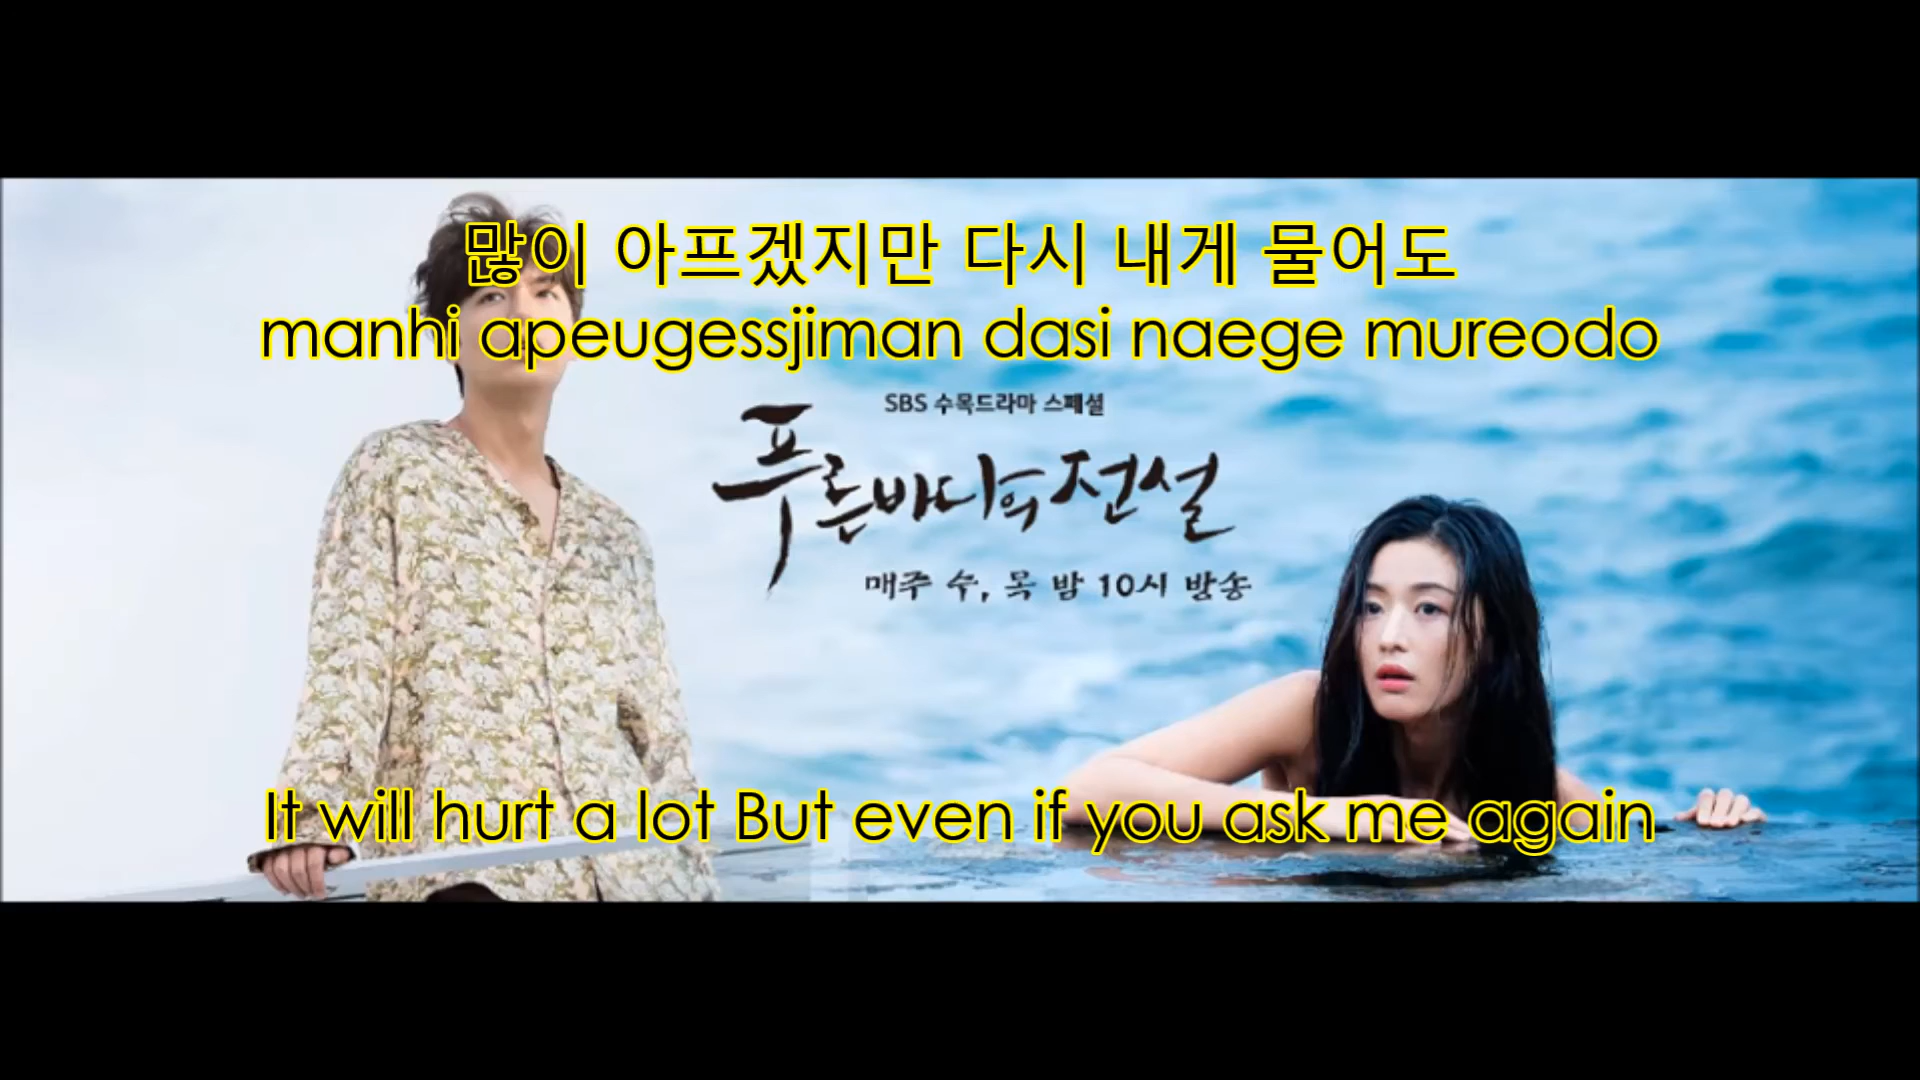 많이 아프겠지만 다시 내게 물어도
manhi apeugessjiman dasi naege mureodo
SBS 수목드라마 스페셜
푸른 바다의 전설
매주 수, 목 밤 10시 방송
It will hurt a lot But even if you ask me again